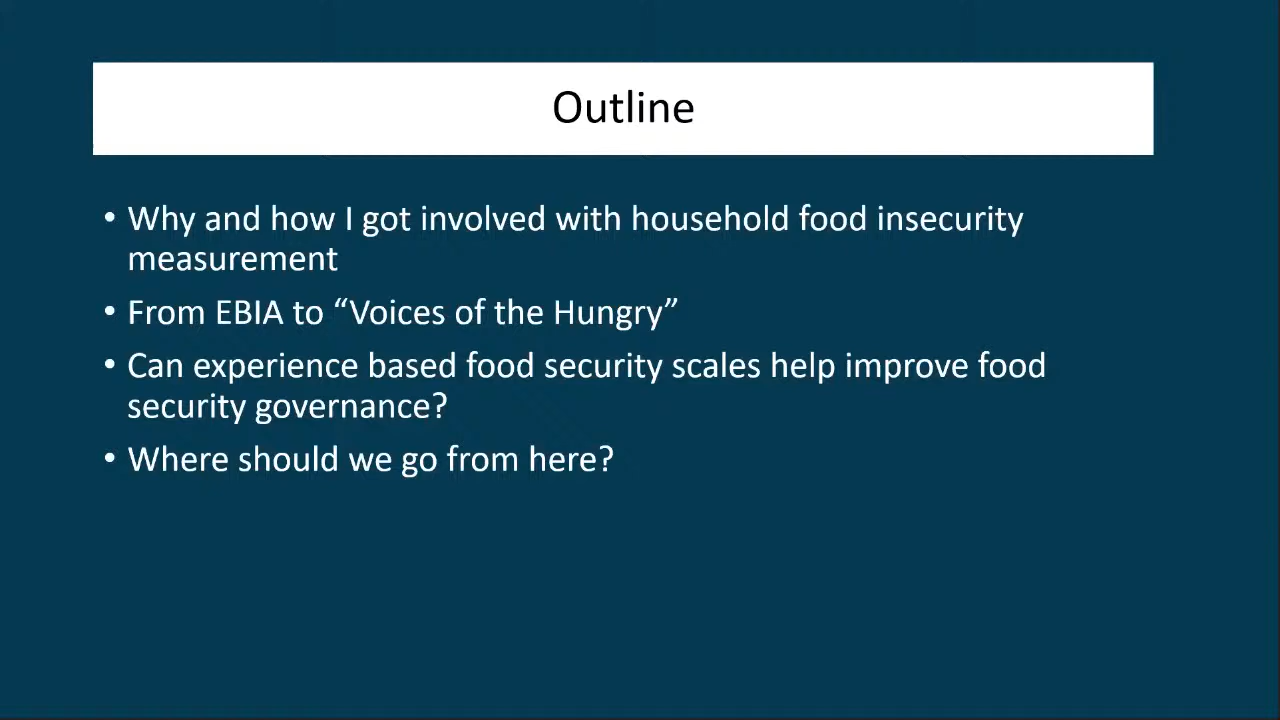 Outline
• Why and how I got involved with household food insecurity
measurement
• From EBIA to “Voices of the Hungry”
• Can experience based food security scales help improve food
security governance?
• Where should we go from here?